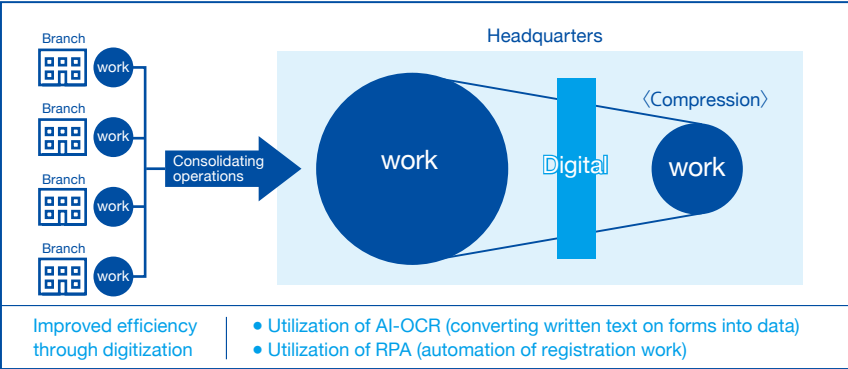 Branch
work
Branch
work
Branch
work
Branch
work
Consolidating
operations
Headquarters
work
Digital
〈Compression〉
work
Improved efficiency
through digitization
● Utilization of AI-OCR (converting written text on forms into data)
● Utilization of RPA (automation of registration work)